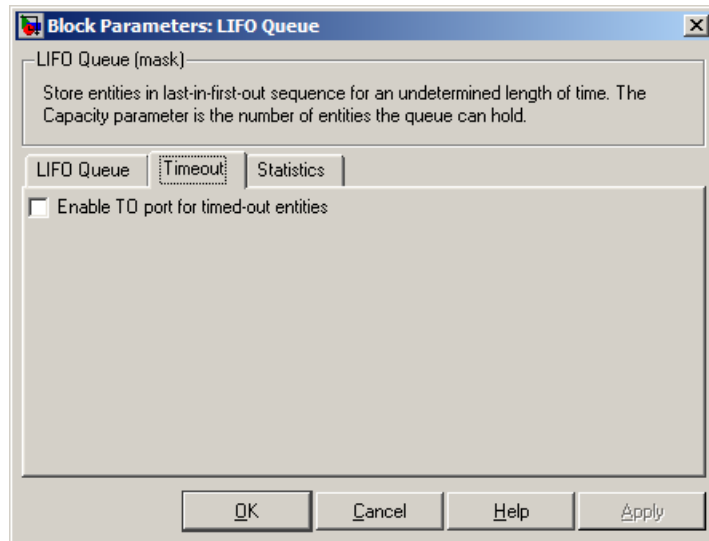 Block Parameters: LIFO Queue
LIFO Queue (mask)
Store entities in last-in-first-out sequence for an undetermined length of time. The
Capacity parameter is the number of entities the queue can hold.
LIFO Queue Timeout Statistics
Enable TO port for timed-out entities
OK Cancel Help Apply